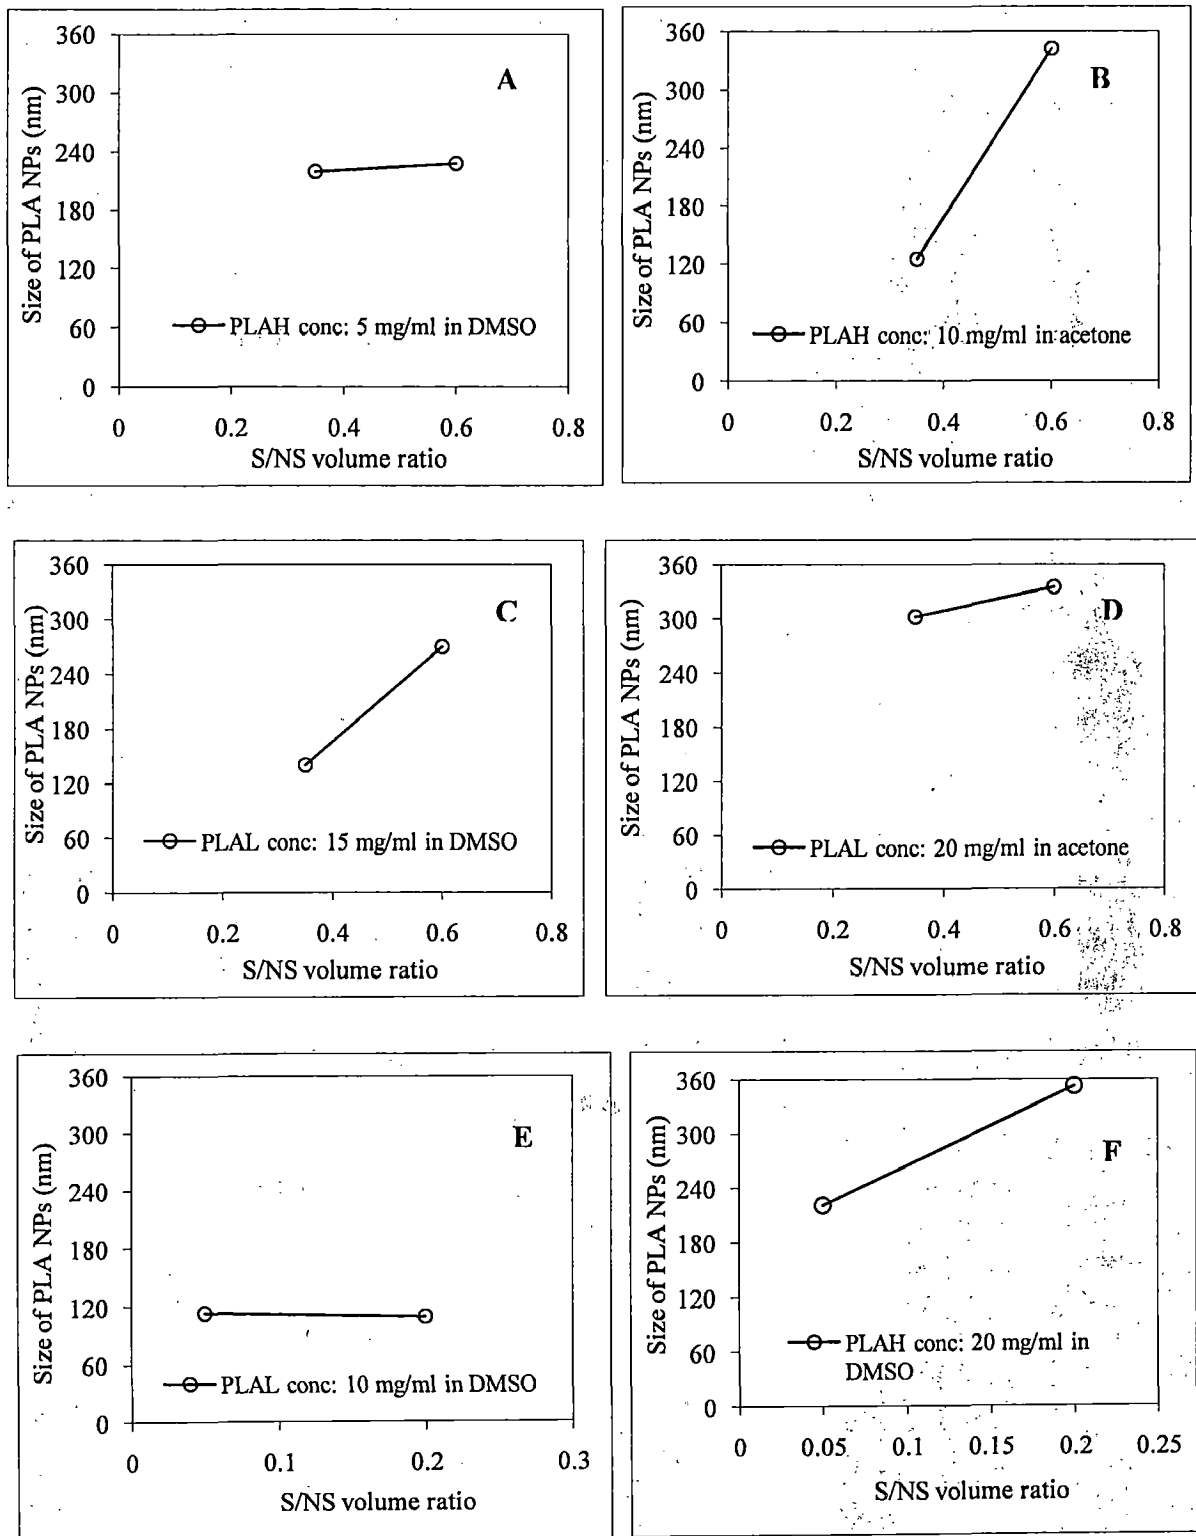 A
Size of PLA NPs (nm)
360
300
240
180
120
60
0
PLAH conc: 5 mg/ml in DMSO
0 0.2 0.4 0.6 0.8
S/NS volume ratio
B
Size of PLA NPs (nm)
360
300
240
180
120
60
0
PLAH conc: 10 mg/ml in acetone
0 0.2 0.4 0.6 0.8
S/NS volume ratio
C
Size of PLA NPs (nm)
360
300
240
180
120
60
0
PLAL conc: 15 mg/ml in DMSO
0 0.2 0.4 0.6 0.8
S/NS volume ratio
D
Size of PLA NPs (nm)
360
300
240
180
120
60
0
PLAL conc: 20 mg/ml in acetone
0 0.2 0.4 0.6 0.8
S/NS volume ratio
E
Size of PLA NPs (nm)
360
300
240
180
120
60
0
PLAL conc: 10 mg/ml in DMSO
0 0.1 0.2 0.3
S/NS volume ratio
F
Size of PLA NPs (nm)
360
300
240
180
120
60
0
PLAH conc: 20 mg/ml in
DMSO
0 0.05 0.1 0.15 0.2 0.25
S/NS volume ratio